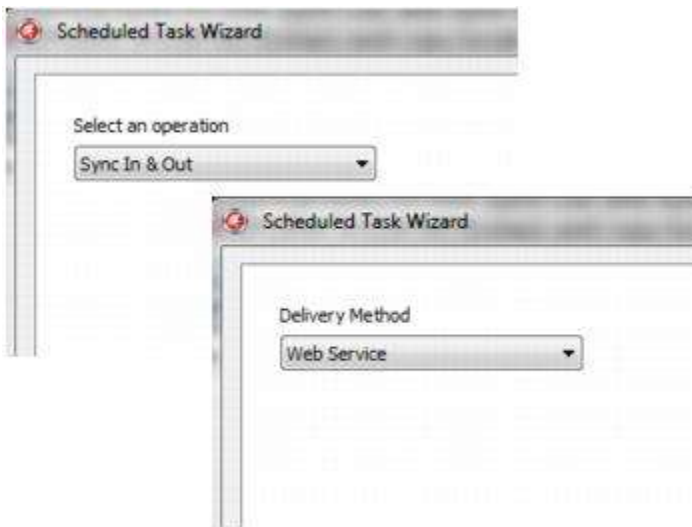 Scheduled Task Wizard
Select an operation
Sync In & Out
Scheduled Task Wizard
Delivery Method
Web Service